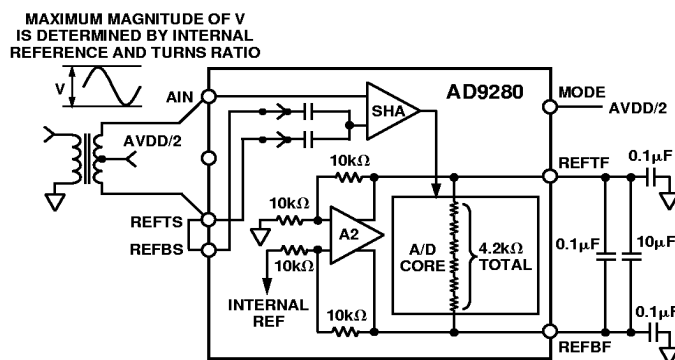 MAXIMUM MAGNITUDE OF V
IS DETERMINED BY INTERNAL
REFERENCE AND TURNS RATIO
V
AIN
SHA
AD9280
MODE
AVDD/2
AVDD/2
10kΩ
REFTF
0.1µF
REFTS
10kΩ
REFBS
A2
A/D
CORE
4.2kΩ
TOTAL
0.1µF
10µF
10kΩ
INTERNAL
REF
10kΩ
0.1µF
REFBF